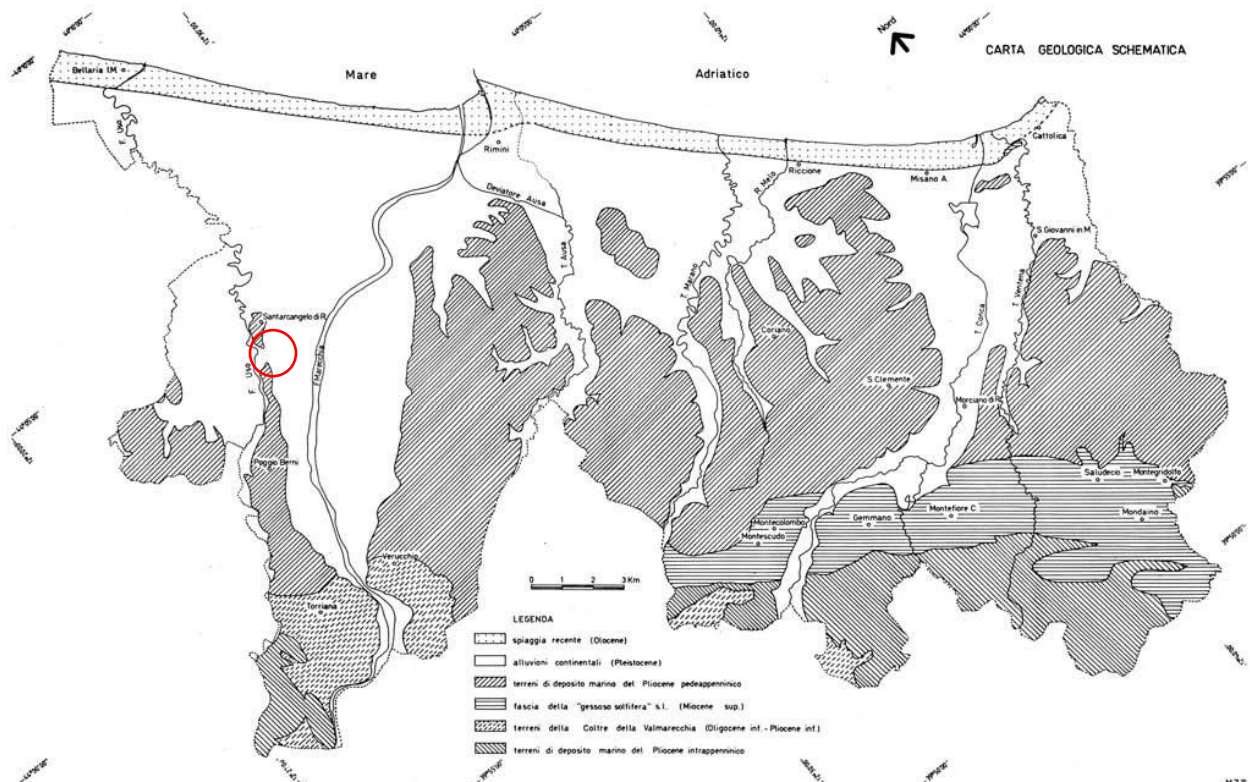 Nord
CARTA GEOLOGICA SCHEMATICA
Mare
Adriatico
Bellaria I.M.
F. Uso
Rimini
Cattolica
Riccione
Misano A.
R. Melo
Deviatore Ausa
T. Ausa
S. Giovanni in M.
T. Marano
T. Ventena
T. Conca
Santarcangelo di R.
F. Marecchia
F. Uso
Coriano
S. Clemente
Morciano di R.
Poggio Berni
Saludecio
Montegridolfo
Montecolombo
Gemmano
Montefiore C.
Mondaino
Montescudo
Verucchio
Torriana
0 1 2 3 Km
LEGENDA
spiaggia recente (Olocene)
alluvioni continentali (Pleistocene)
terreni di deposito marino del Pliocene pedeappenninico
fascia della "gessoso solfifera" s.l. (Miocene sup.)
terreni della Coltre della Valmarecchia (Oligocene inf. - Pliocene inf.)
terreni di deposito marino del Pliocene intrappenninico